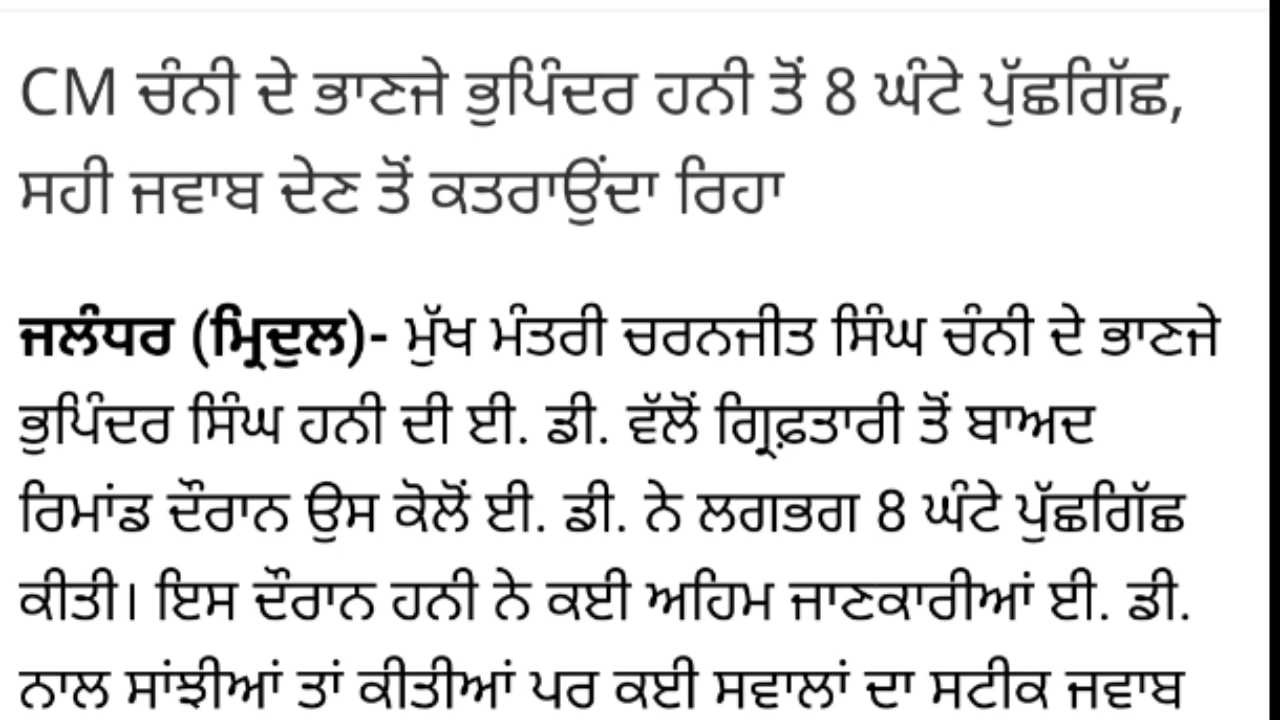 CM ਚੰਨੀ ਦੇ ਭਾਣਜੇ ਭੁਪਿੰਦਰ ਹਨੀ ਤੋਂ 8 ਘੰਟੇ ਪੁੱਛਗਿੱਛ,
ਸਹੀ ਜਵਾਬ ਦੇਣ ਤੋਂ ਕਤਰਾਉਂਦਾ ਰਿਹਾ
ਜਲੰਧਰ (ਮ੍ਰਿਦੁਲ)- ਮੁੱਖ ਮੰਤਰੀ ਚਰਨਜੀਤ ਸਿੰਘ ਚੰਨੀ ਦੇ ਭਾਣਜੇ
ਭੁਪਿੰਦਰ ਸਿੰਘ ਹਨੀ ਦੀ ਈ. ਡੀ. ਵੱਲੋਂ ਗ੍ਰਿਫ਼ਤਾਰੀ ਤੋਂ ਬਾਅਦ
ਰਿਮਾਂਡ ਦੌਰਾਨ ਉਸ ਕੋਲੋਂ ਈ. ਡੀ. ਨੇ ਲਗਭਗ 8 ਘੰਟੇ ਪੁੱਛਗਿੱਛ
ਕੀਤੀ। ਇਸ ਦੌਰਾਨ ਹਨੀ ਨੇ ਕਈ ਅਹਿਮ ਜਾਣਕਾਰੀਆਂ ਈ. ਡੀ.
ਨਾਲ ਸਾਂਝੀਆਂ ਤਾਂ ਕੀਤੀਆਂ ਪਰ ਕਈ ਸਵਾਲਾਂ ਦਾ ਸਟੀਕ ਜਵਾਬ